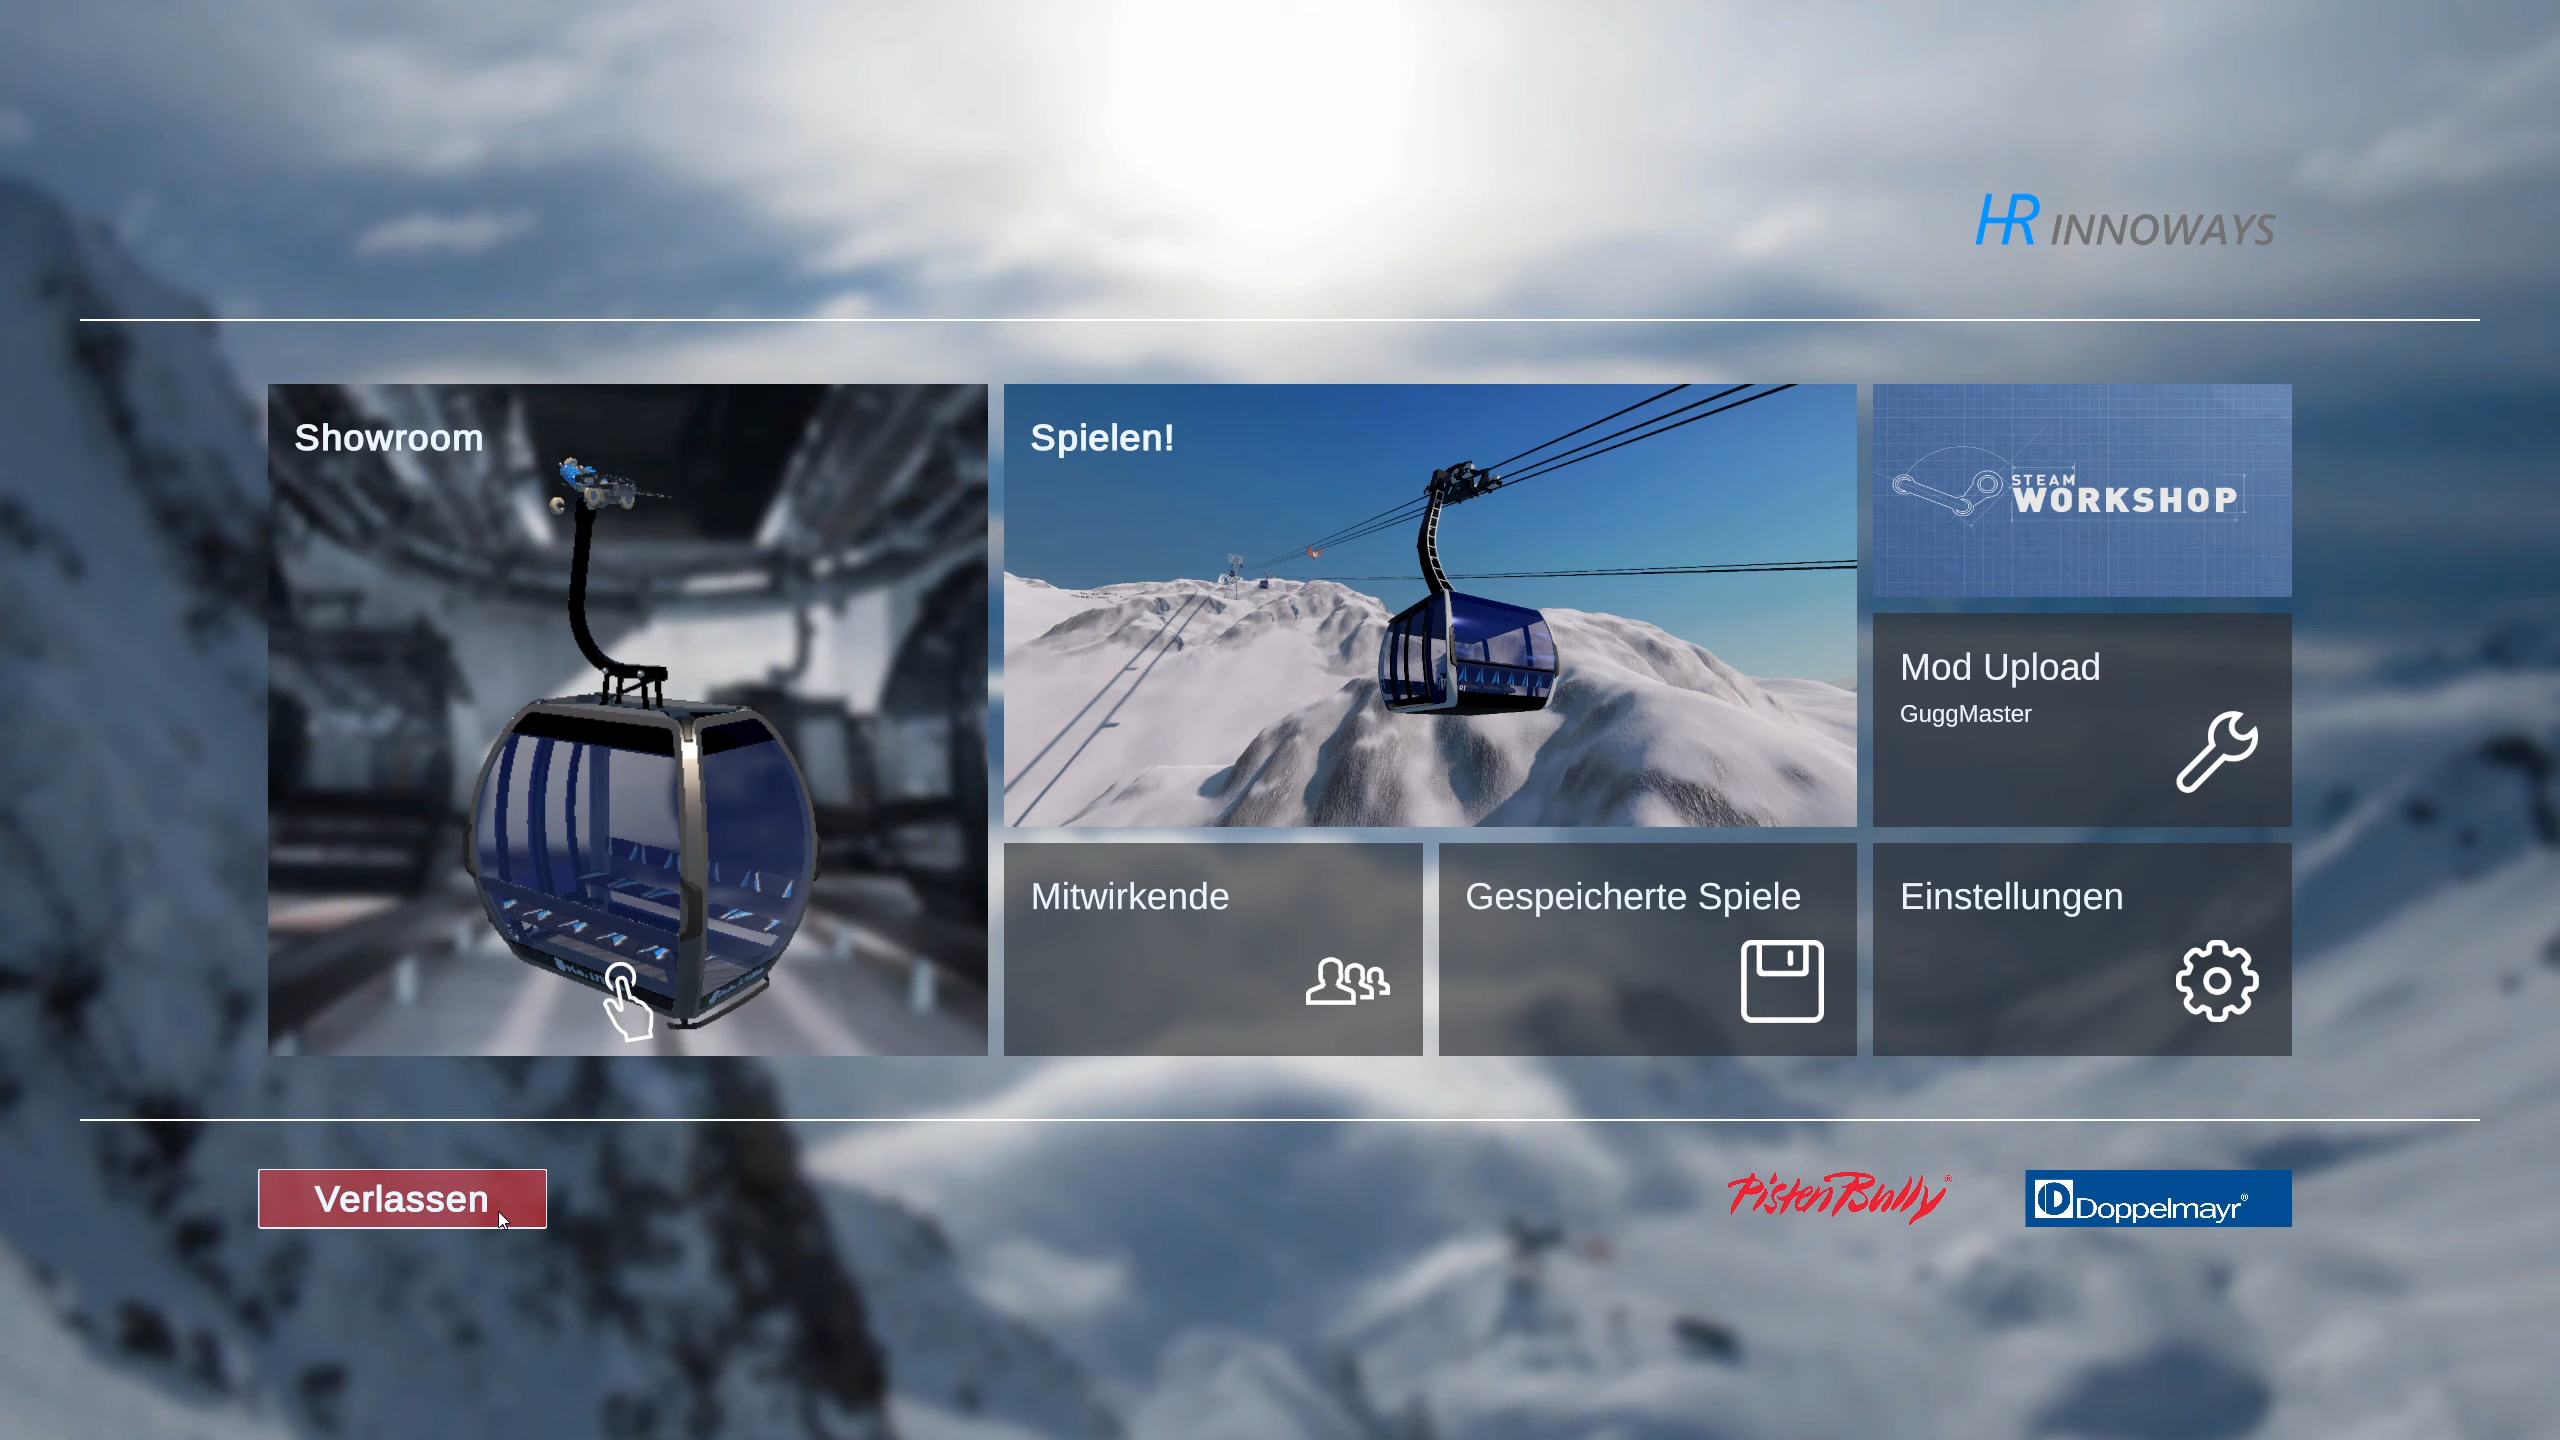 HR INNOWAYS
Showroom
Spielen!
STEAM
WORKSHOP
Mod Upload
GuggMaster
Mitwirkende
Gespeicherte Spiele
Einstellungen
Verlassen
PistenBully®
Doppelmayr®